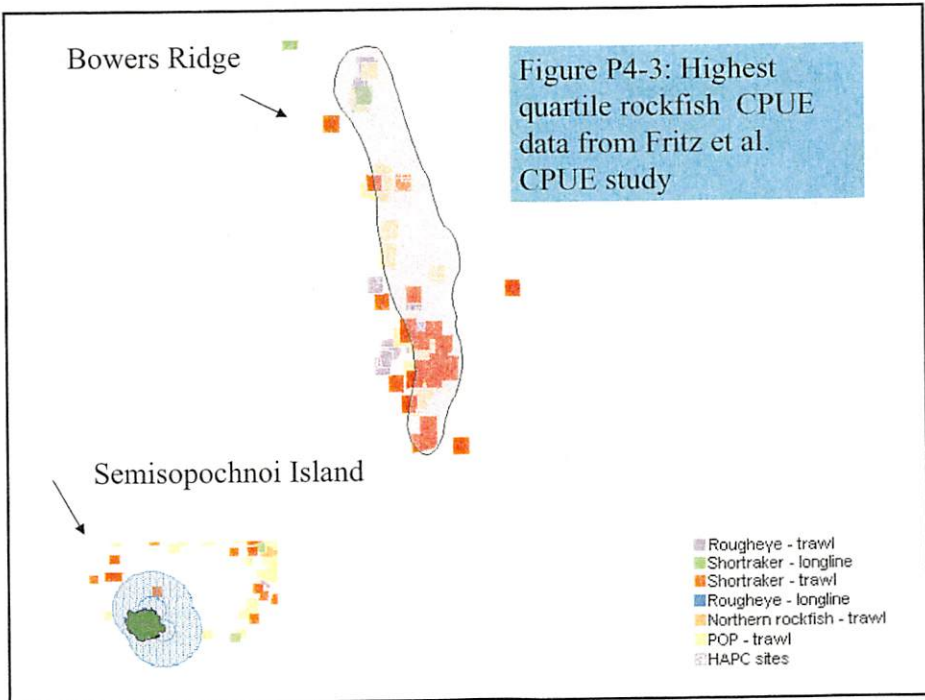 Bowers Ridge
Figure P4-3: Highest
quartile rockfish CPUE
data from Fritz et al.
CPUE study
Semisopochnoi Island
Rougheye - trawl
Shortraker - longline
Shortraker - trawl
Rougheye - longline
Northern rockfish - trawl
POP - trawl
HAPC sites